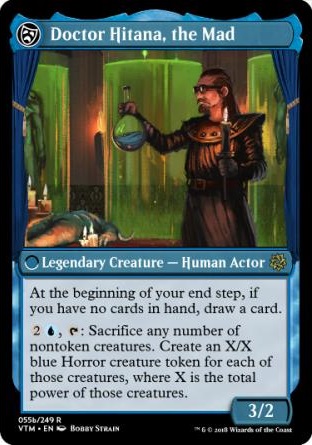 Doctor Hitana, the Mad
Legendary Creature — Human Actor
At the beginning of your end step, if
you have no cards in hand, draw a card.
2, : Sacrifice any number of
nontoken creatures. Create an X/X
blue Horror creature token for each of
those creatures, where X is the total
power of those creatures.
055b/249 R
VTM • EN BOBBY STRAIN
™ & © 2018 Wizards of the Coast
3/2